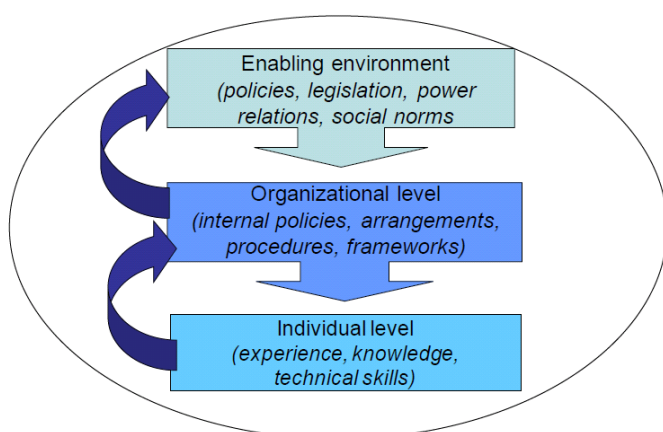 Enabling environment
(policies, legislation, power
relations, social norms
Organizational level
(internal policies, arrangements,
procedures, frameworks)
Individual level
(experience, knowledge,
technical skills)